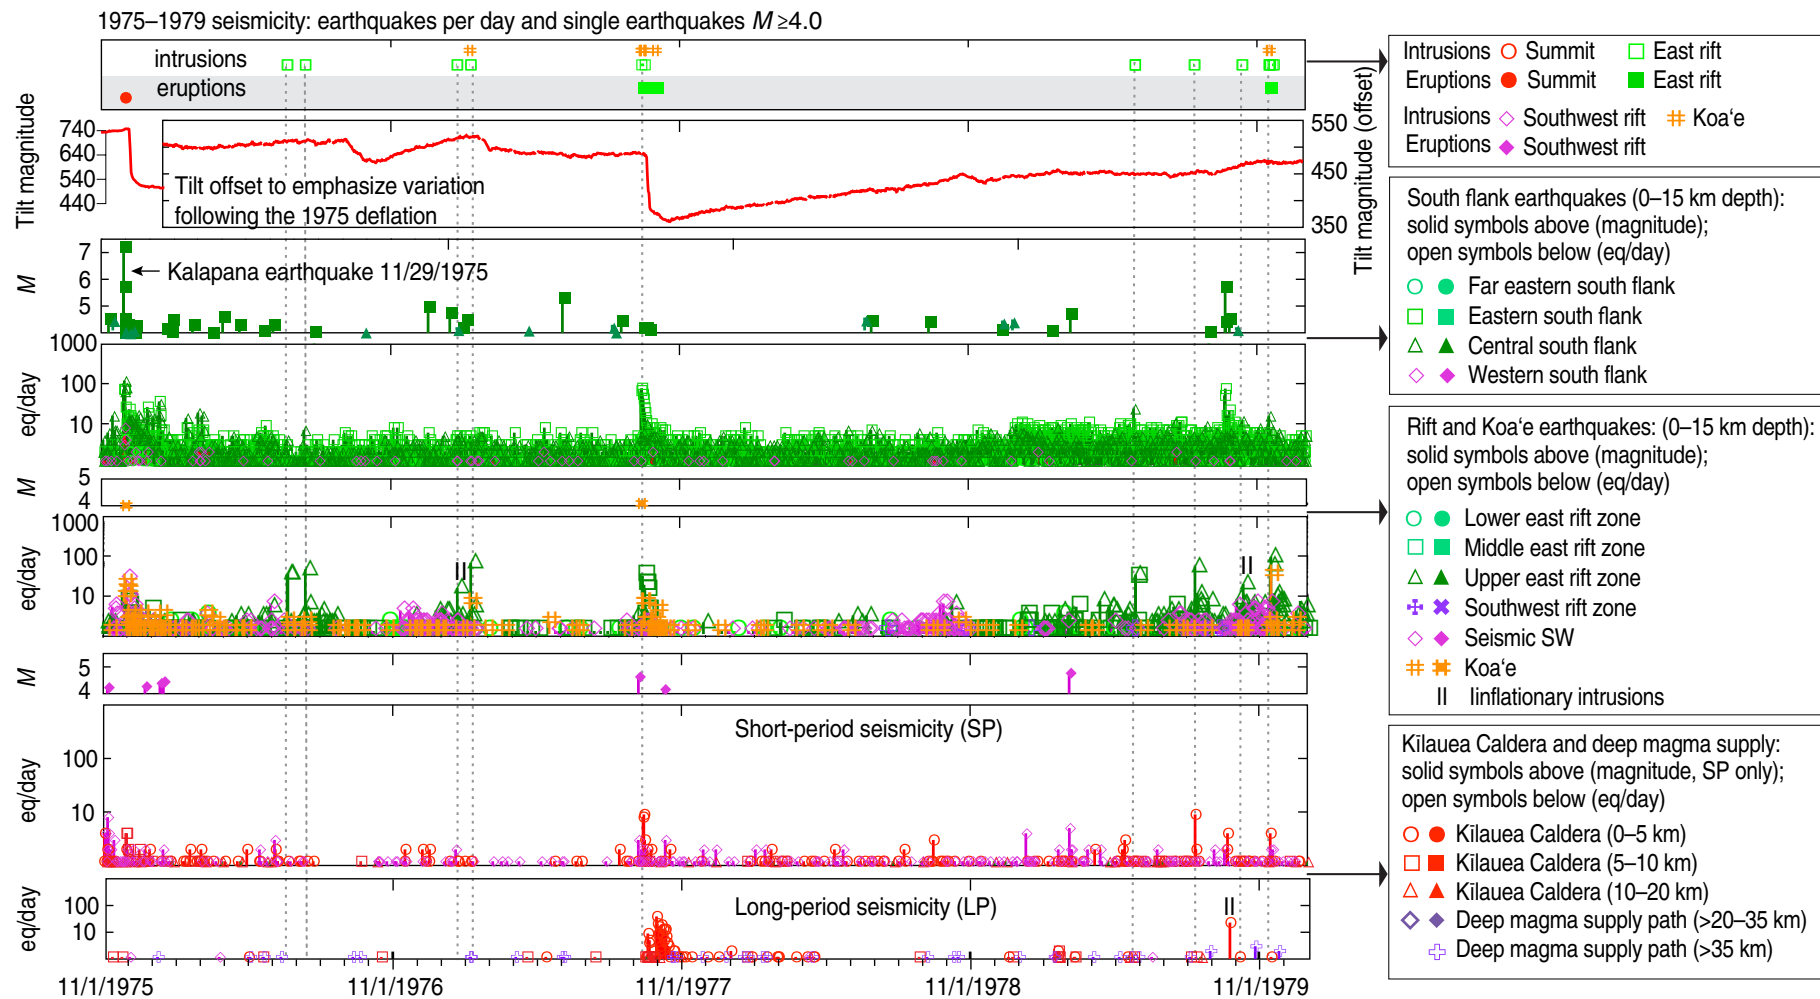 1975–1979 seismicity: earthquakes per day and single earthquakes M ≥4.0
intrusions
eruptions
Tilt magnitude
740
640
540
440
Tilt offset to emphasize variation
following the 1975 deflation
550
450
350
Tilt magnitude (offset)
M
7
6
5
Kalapana earthquake 11/29/1975
eq/day
1000
100
10
M
5
4
eq/day
1000
100
10
II
II
M
5
4
eq/day
100
10
Short-period seismicity (SP)
eq/day
100
10
Long-period seismicity (LP)
II
11/1/1975
11/1/1976
11/1/1977
11/1/1978
11/1/1979
Intrusions Summit East rift
Eruptions Summit East rift
Intrusions Southwest rift Koa‘e
Eruptions Southwest rift
South flank earthquakes (0–15 km depth):
solid symbols above (magnitude);
open symbols below (eq/day)
Far eastern south flank
Eastern south flank
Central south flank
Western south flank
Rift and Koa‘e earthquakes: (0–15 km depth):
solid symbols above (magnitude);
open symbols below (eq/day)
Lower east rift zone
Middle east rift zone
Upper east rift zone
Southwest rift zone
Seismic SW
Koa‘e
II Iinflationary intrusions
Kīlauea Caldera and deep magma supply:
solid symbols above (magnitude, SP only);
open symbols below (eq/day)
Kīlauea Caldera (0–5 km)
Kīlauea Caldera (5–10 km)
Kīlauea Caldera (10–20 km)
Deep magma supply path (>20–35 km)
Deep magma supply path (>35 km)